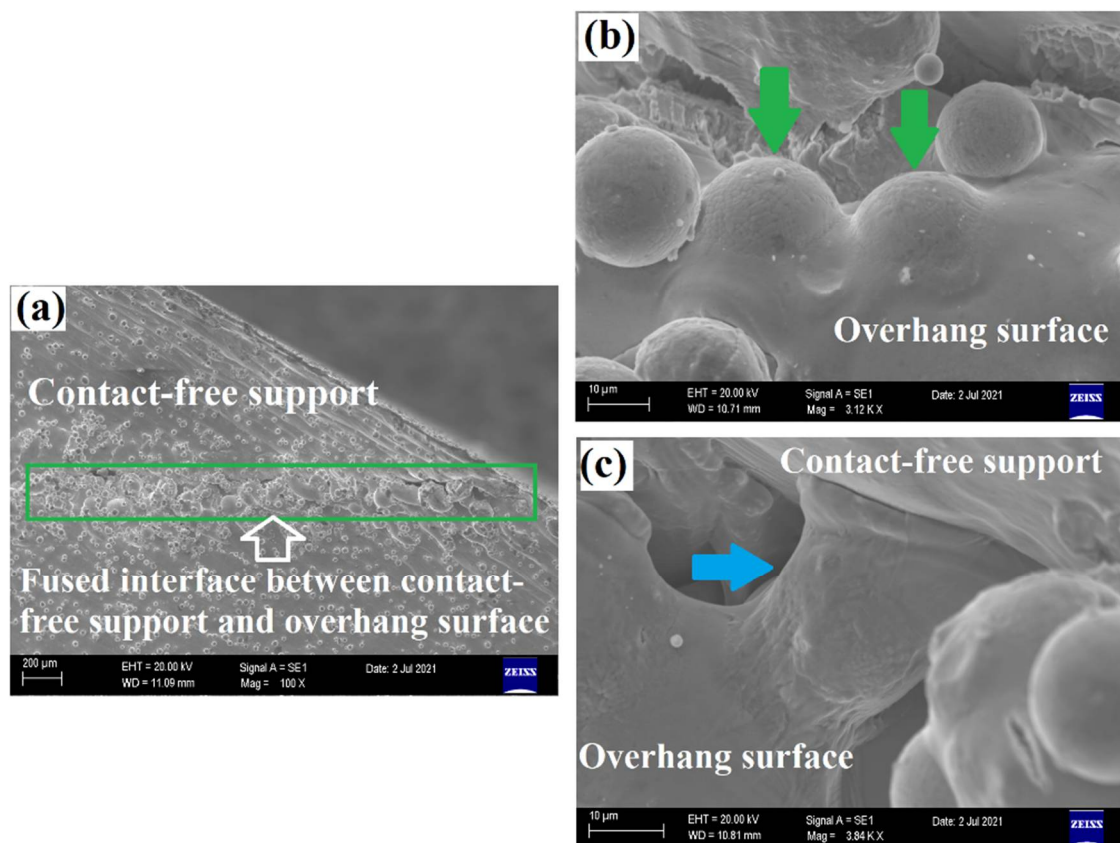 (a)
Contact-free support
Fused interface between contact-
free support and overhang surface
200 µm
EHT = 20.00 kV
WD = 11.09 mm
Signal A = SE1
Mag = 100 X
Date: 2 Jul 2021
ZEISS
(b)
Overhang surface
10 µm
EHT = 20.00 kV
WD = 10.71 mm
Signal A = SE1
Mag = 3.12 K X
Date: 2 Jul 2021
ZEISS
(c)
Contact-free support
Overhang surface
10 µm
EHT = 20.00 kV
WD = 10.81 mm
Signal A = SE1
Mag = 3.84 K X
Date: 2 Jul 2021
ZEISS